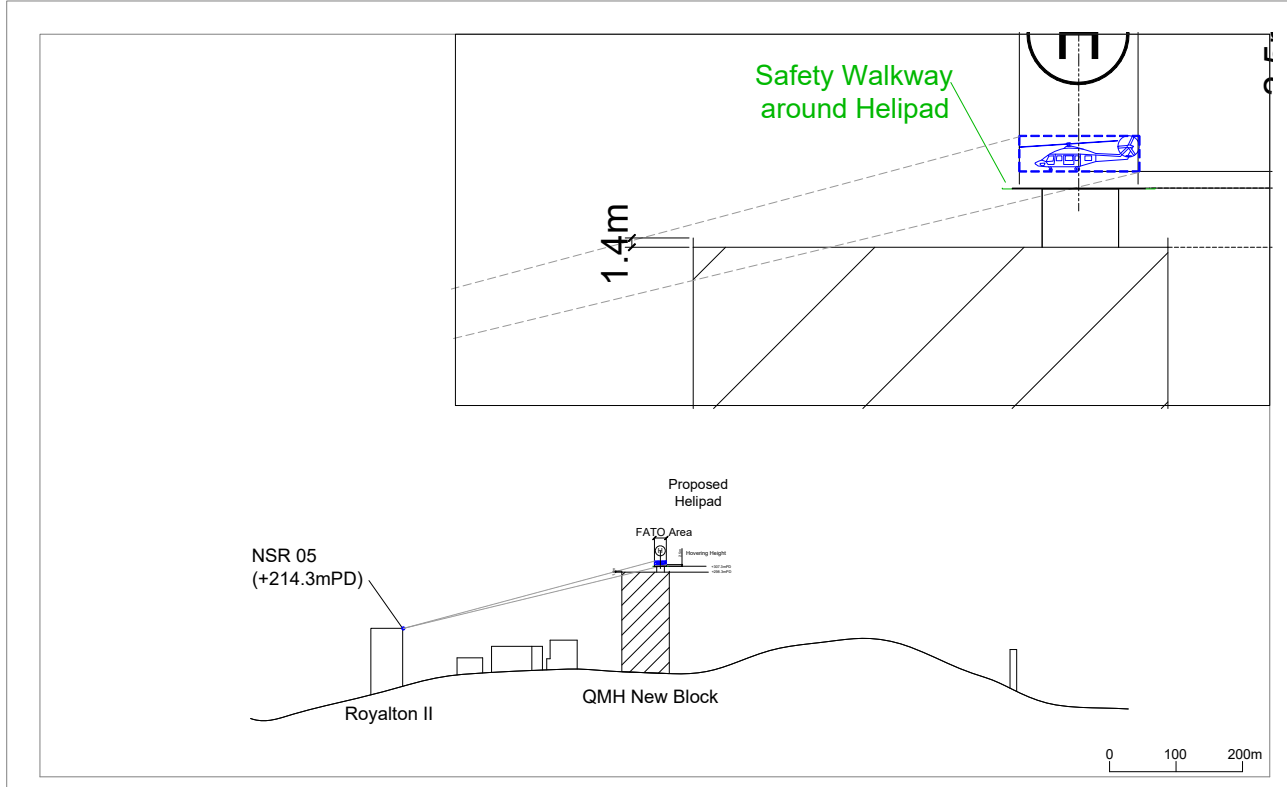 Safety Walkway
around Helipad
1.4m
Proposed
Helipad
FATO Area
Hovering Height
NSR 05
(+214.3mPD)
QMH New Block
Royalton II
0 100 200m